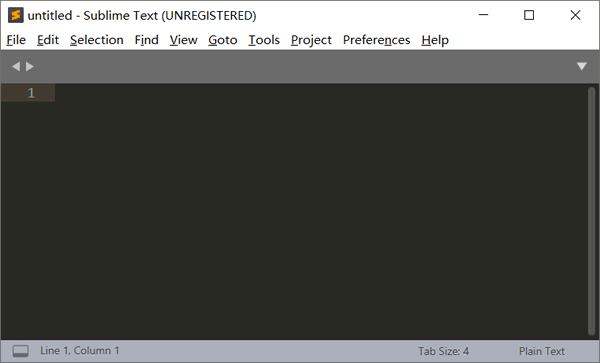 untitled - Sublime Text (UNREGISTERED)
File Edit Selection Find View Goto Tools Project Preferences Help
1
Line 1, Column 1 Tab Size: 4 Plain Text